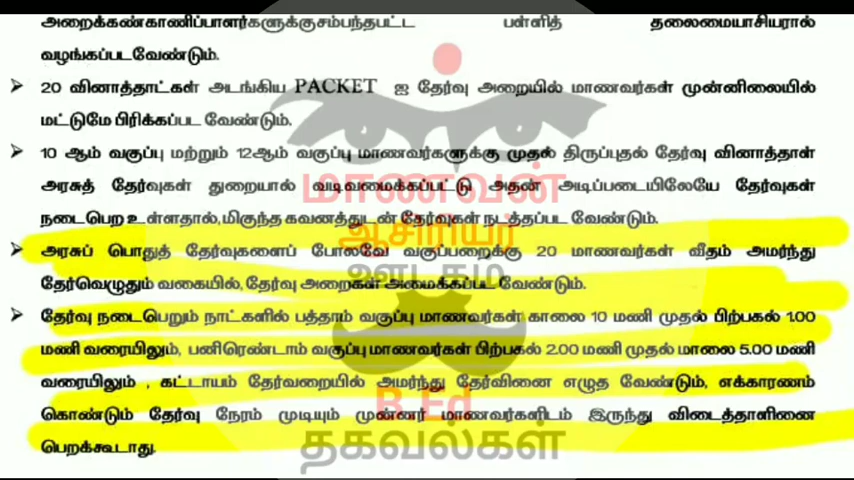 அறைக்கண்காணிப்பாளர்களுக்குசம்பந்தபட்ட பள்ளித் தலைமையாசியரால்
வழங்கப்படவேண்டும்.
➢ 20 வினாத்தாட்கள் அடங்கிய PACKET ஐ தேர்வு அறையில் மாணவர்கள் முன்னிலையில்
மட்டுமே பிரிக்கப்பட வேண்டும்.
➢ 10 ஆம் வகுப்பு மற்றும் 12ஆம் வகுப்பு மாணவர்களுக்கு முதல் திருப்புதல் தேர்வு வினாத்தாள்
அரசுத் தேர்வுகள் துறையால் வடிவமைக்கப்பட்டு அதன் அடிப்படையிலேயே தேர்வுகள்
நடைபெற உள்ளதால், மிகுந்த கவனத்துடன் தேர்வுகள் நடத்தப்பட வேண்டும்.
➢ அரசுப் பொதுத் தேர்வுகளைப் போலவே வகுப்பறைக்கு 20 மாணவர்கள் வீதம் அமர்ந்து
தேர்வெழுதும் வகையில், தேர்வு அறைகள் அமைக்கப்பட வேண்டும்.
➢ தேர்வு நடைபெறும் நாட்களில் பத்தாம் வகுப்பு மாணவர்கள் காலை 10 மணி முதல் பிற்பகல் 1.00
மணி வரையிலும், பனிரெண்டாம் வகுப்பு மாணவர்கள் பிற்பகல் 2.00 மணி முதல் மாலை 5.00 மணி
வரையிலும் , கட்டாயம் தேர்வறையில் அமர்ந்து தேர்வினை எழுத வேண்டும், எக்காரணம்
கொண்டும் தேர்வு நேரம் முடியும் முன்னர் மாணவர்களிடம் இருந்து விடைத்தாளினை
பெறக்கூடாது.
மாணவன்
ஆசிரியர்
ஊடகம்
B.Ed
தகவல்கள்